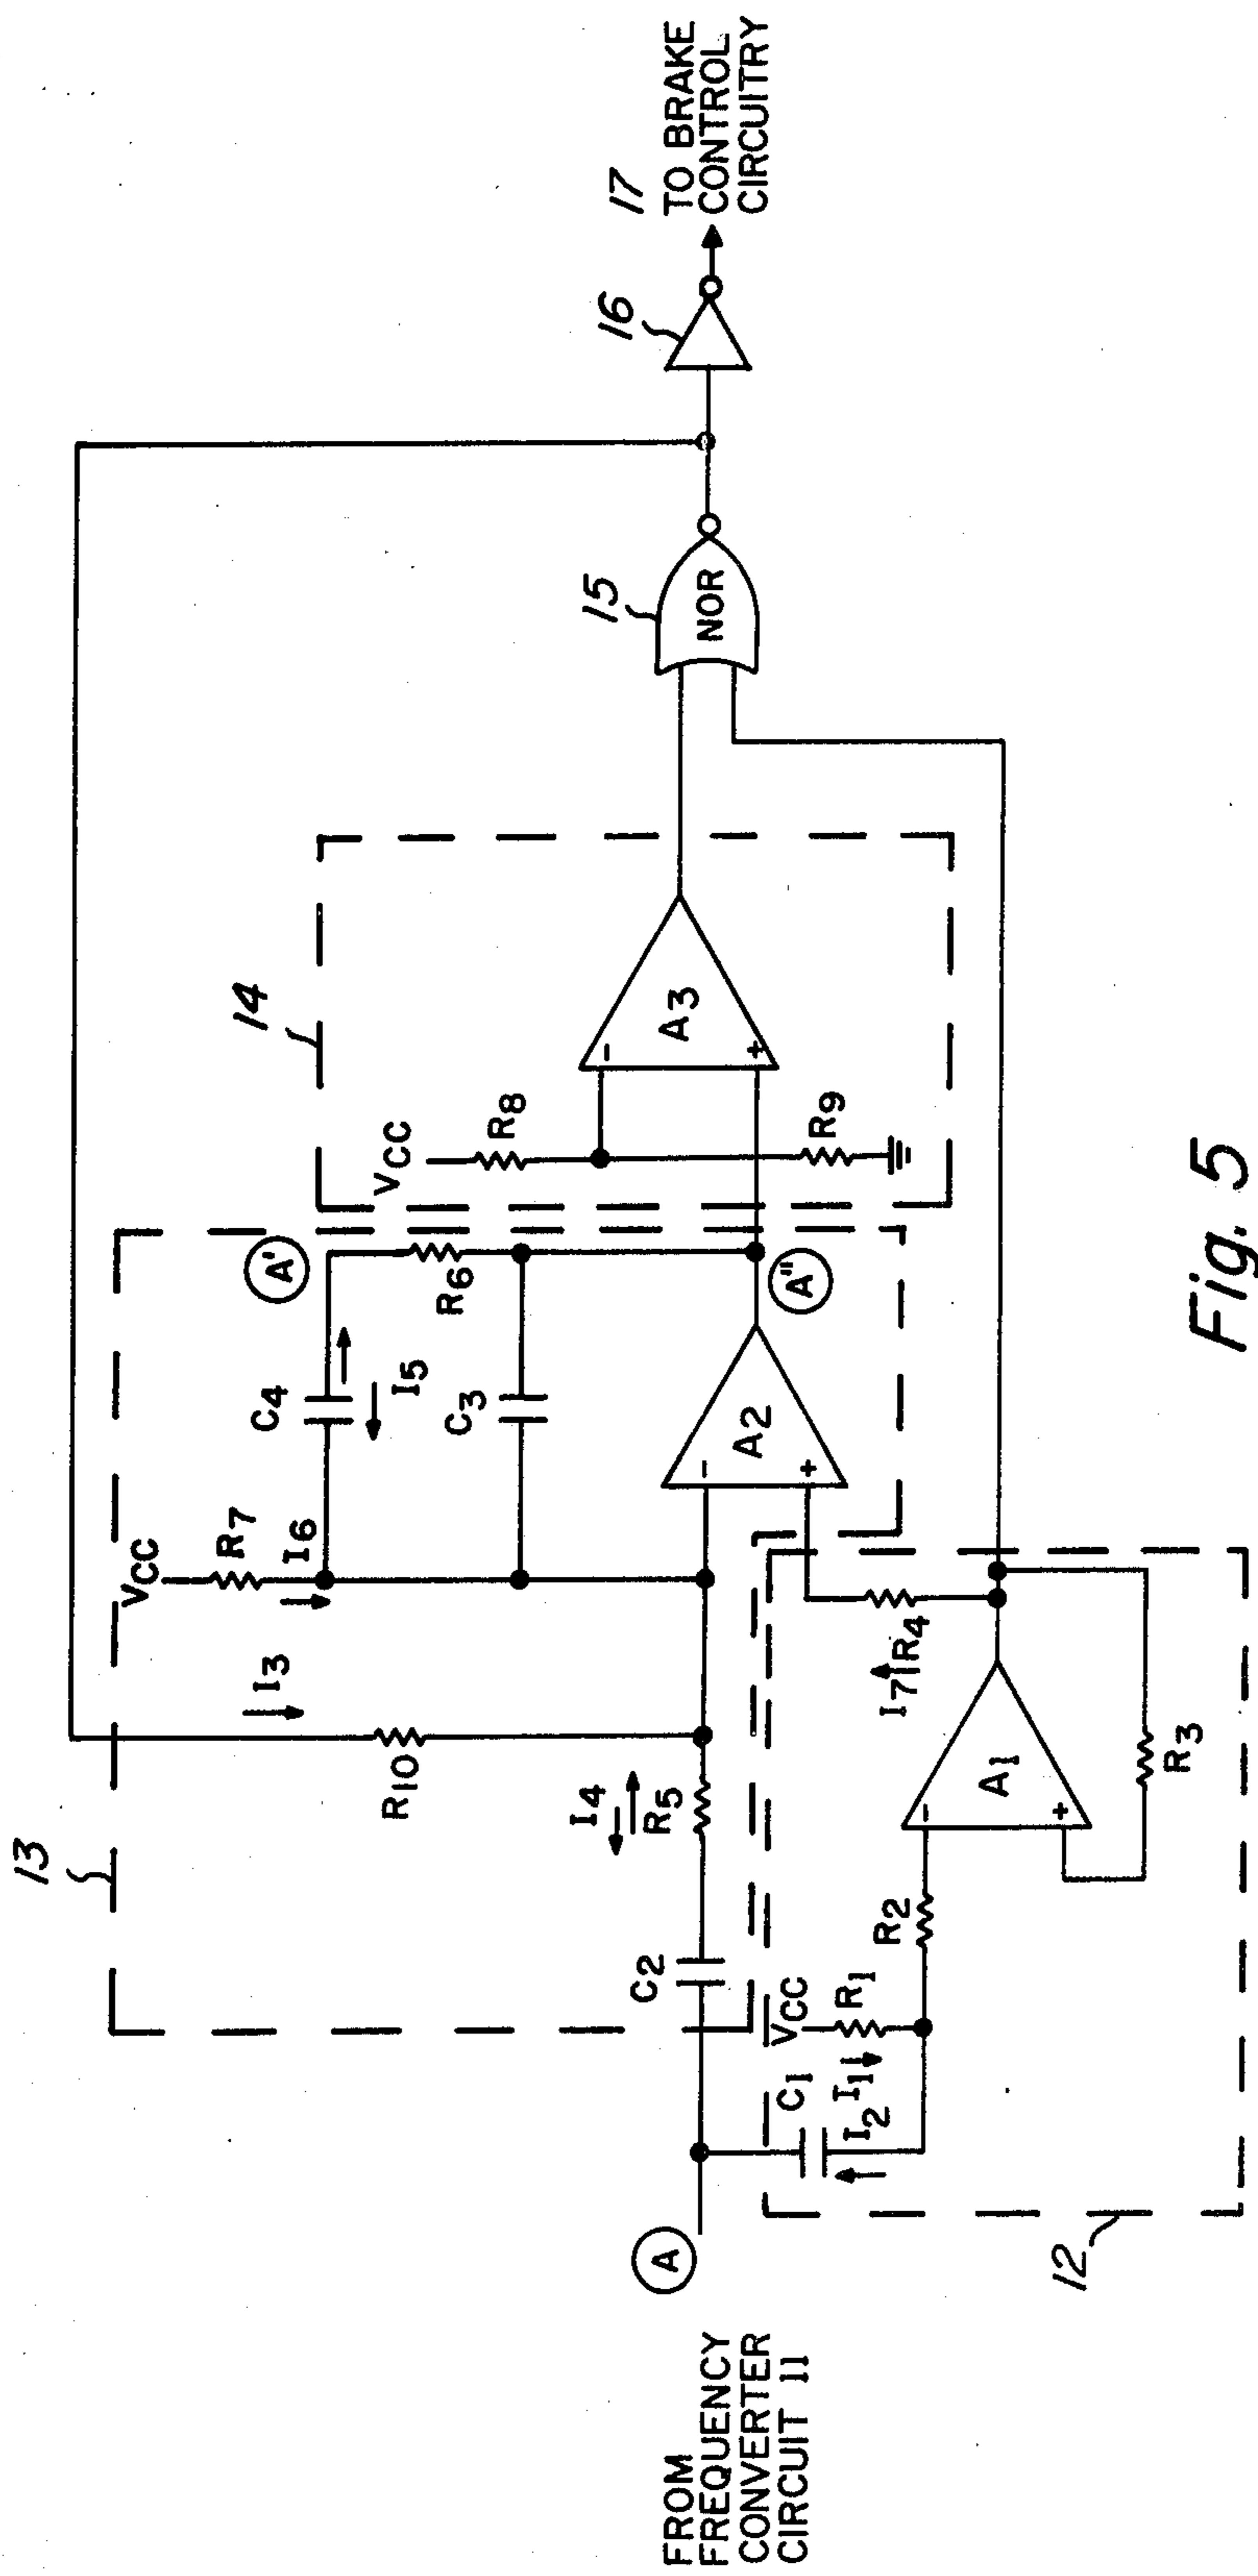 FROM
FREQUENCY
CONVERTER
CIRCUIT 11
A
13
I3
R10
VCC
R7
I6
C4
I5
C3
A'
R6
A"
C2
I4
R5
A2
-
+
14
VCC
R8
R9
A3
-
+
15
NOR
16
17
TO BRAKE
CONTROL
CIRCUITRY
12
C1
I2
VCC
I1
R1
R2
A1
-
+
I7
R4
R3
Fig. 5